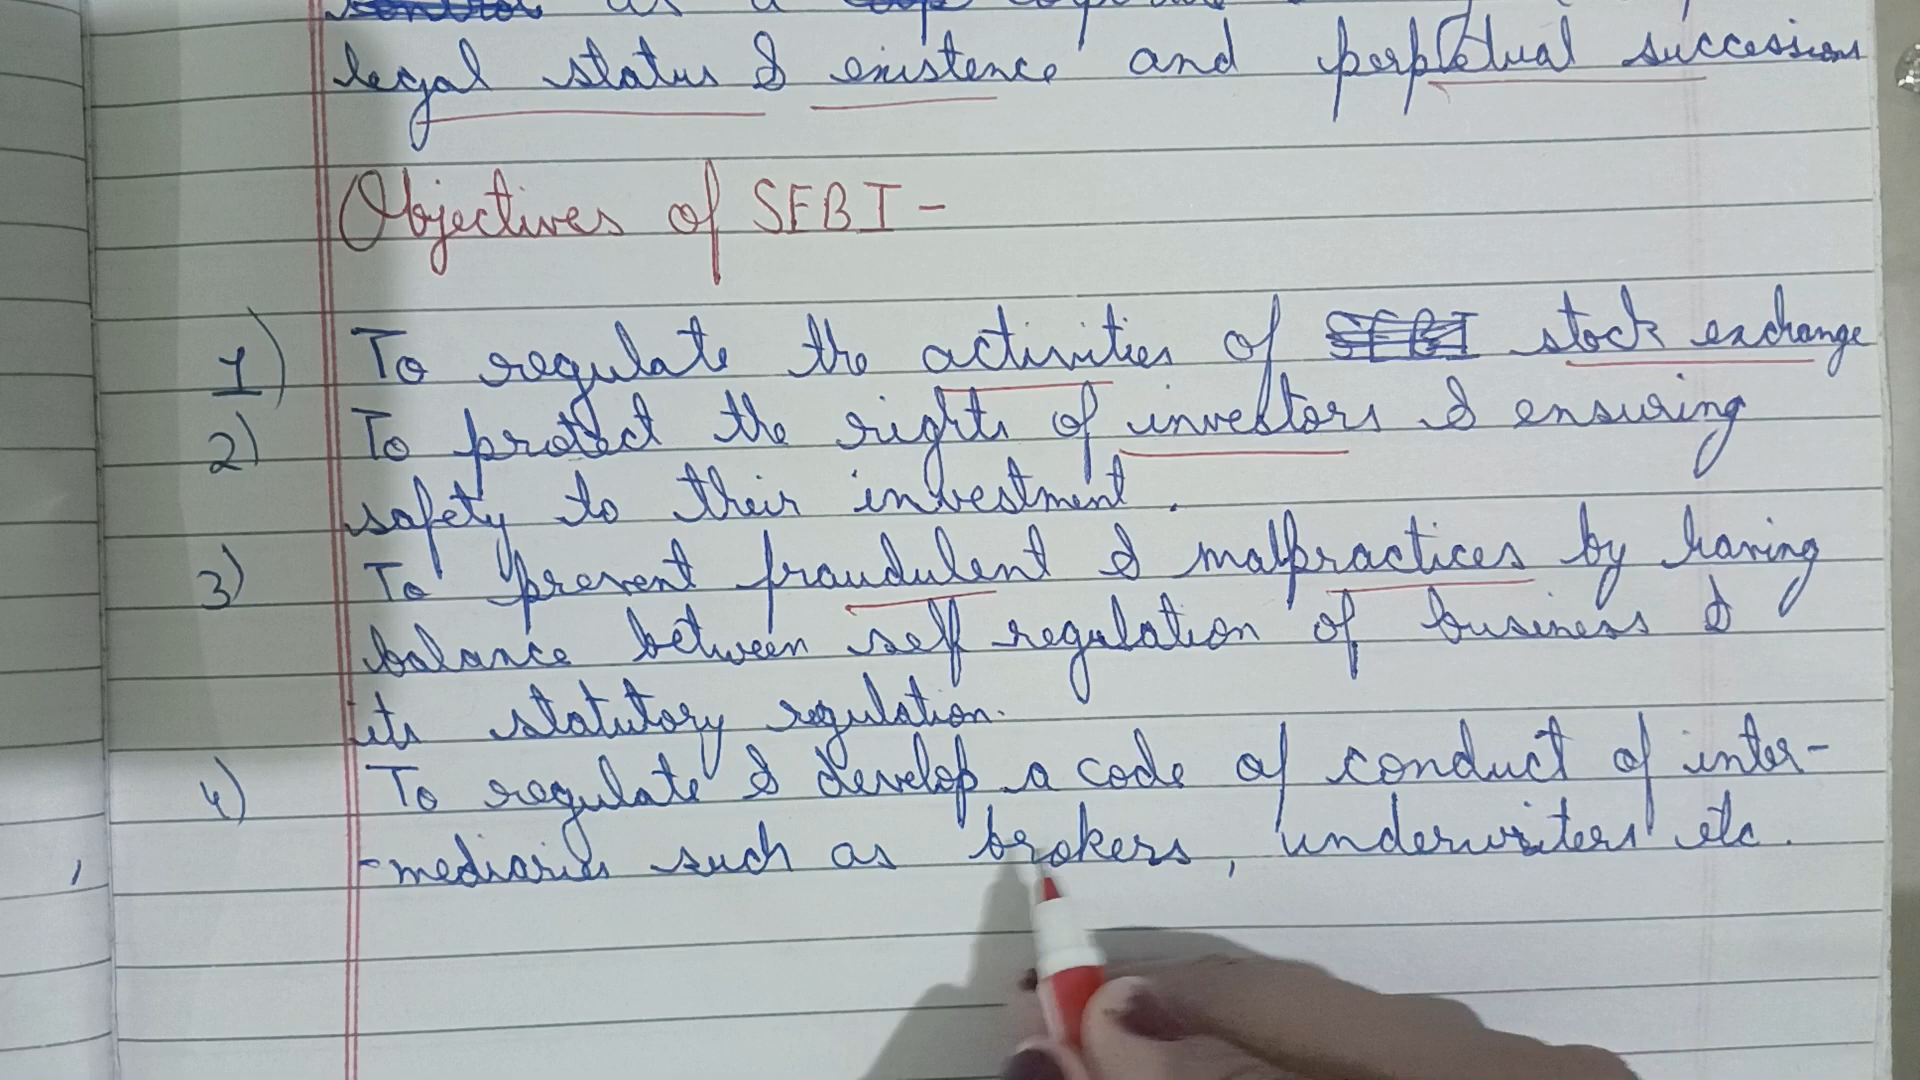 as a
legal status & existence and perpetual succession
Objectives of SEBI -
1) To regulate the activities of SEBI stock exchange
2) To protect the rights of investors & ensuring
safety to their investment.
3) To prevent fraudulent & malpractices by having
balance between self regulation of business &
its statutory regulation.
4) To regulate & develop a code of conduct of inter-
-mediaries such as brokers, underwriters etc.